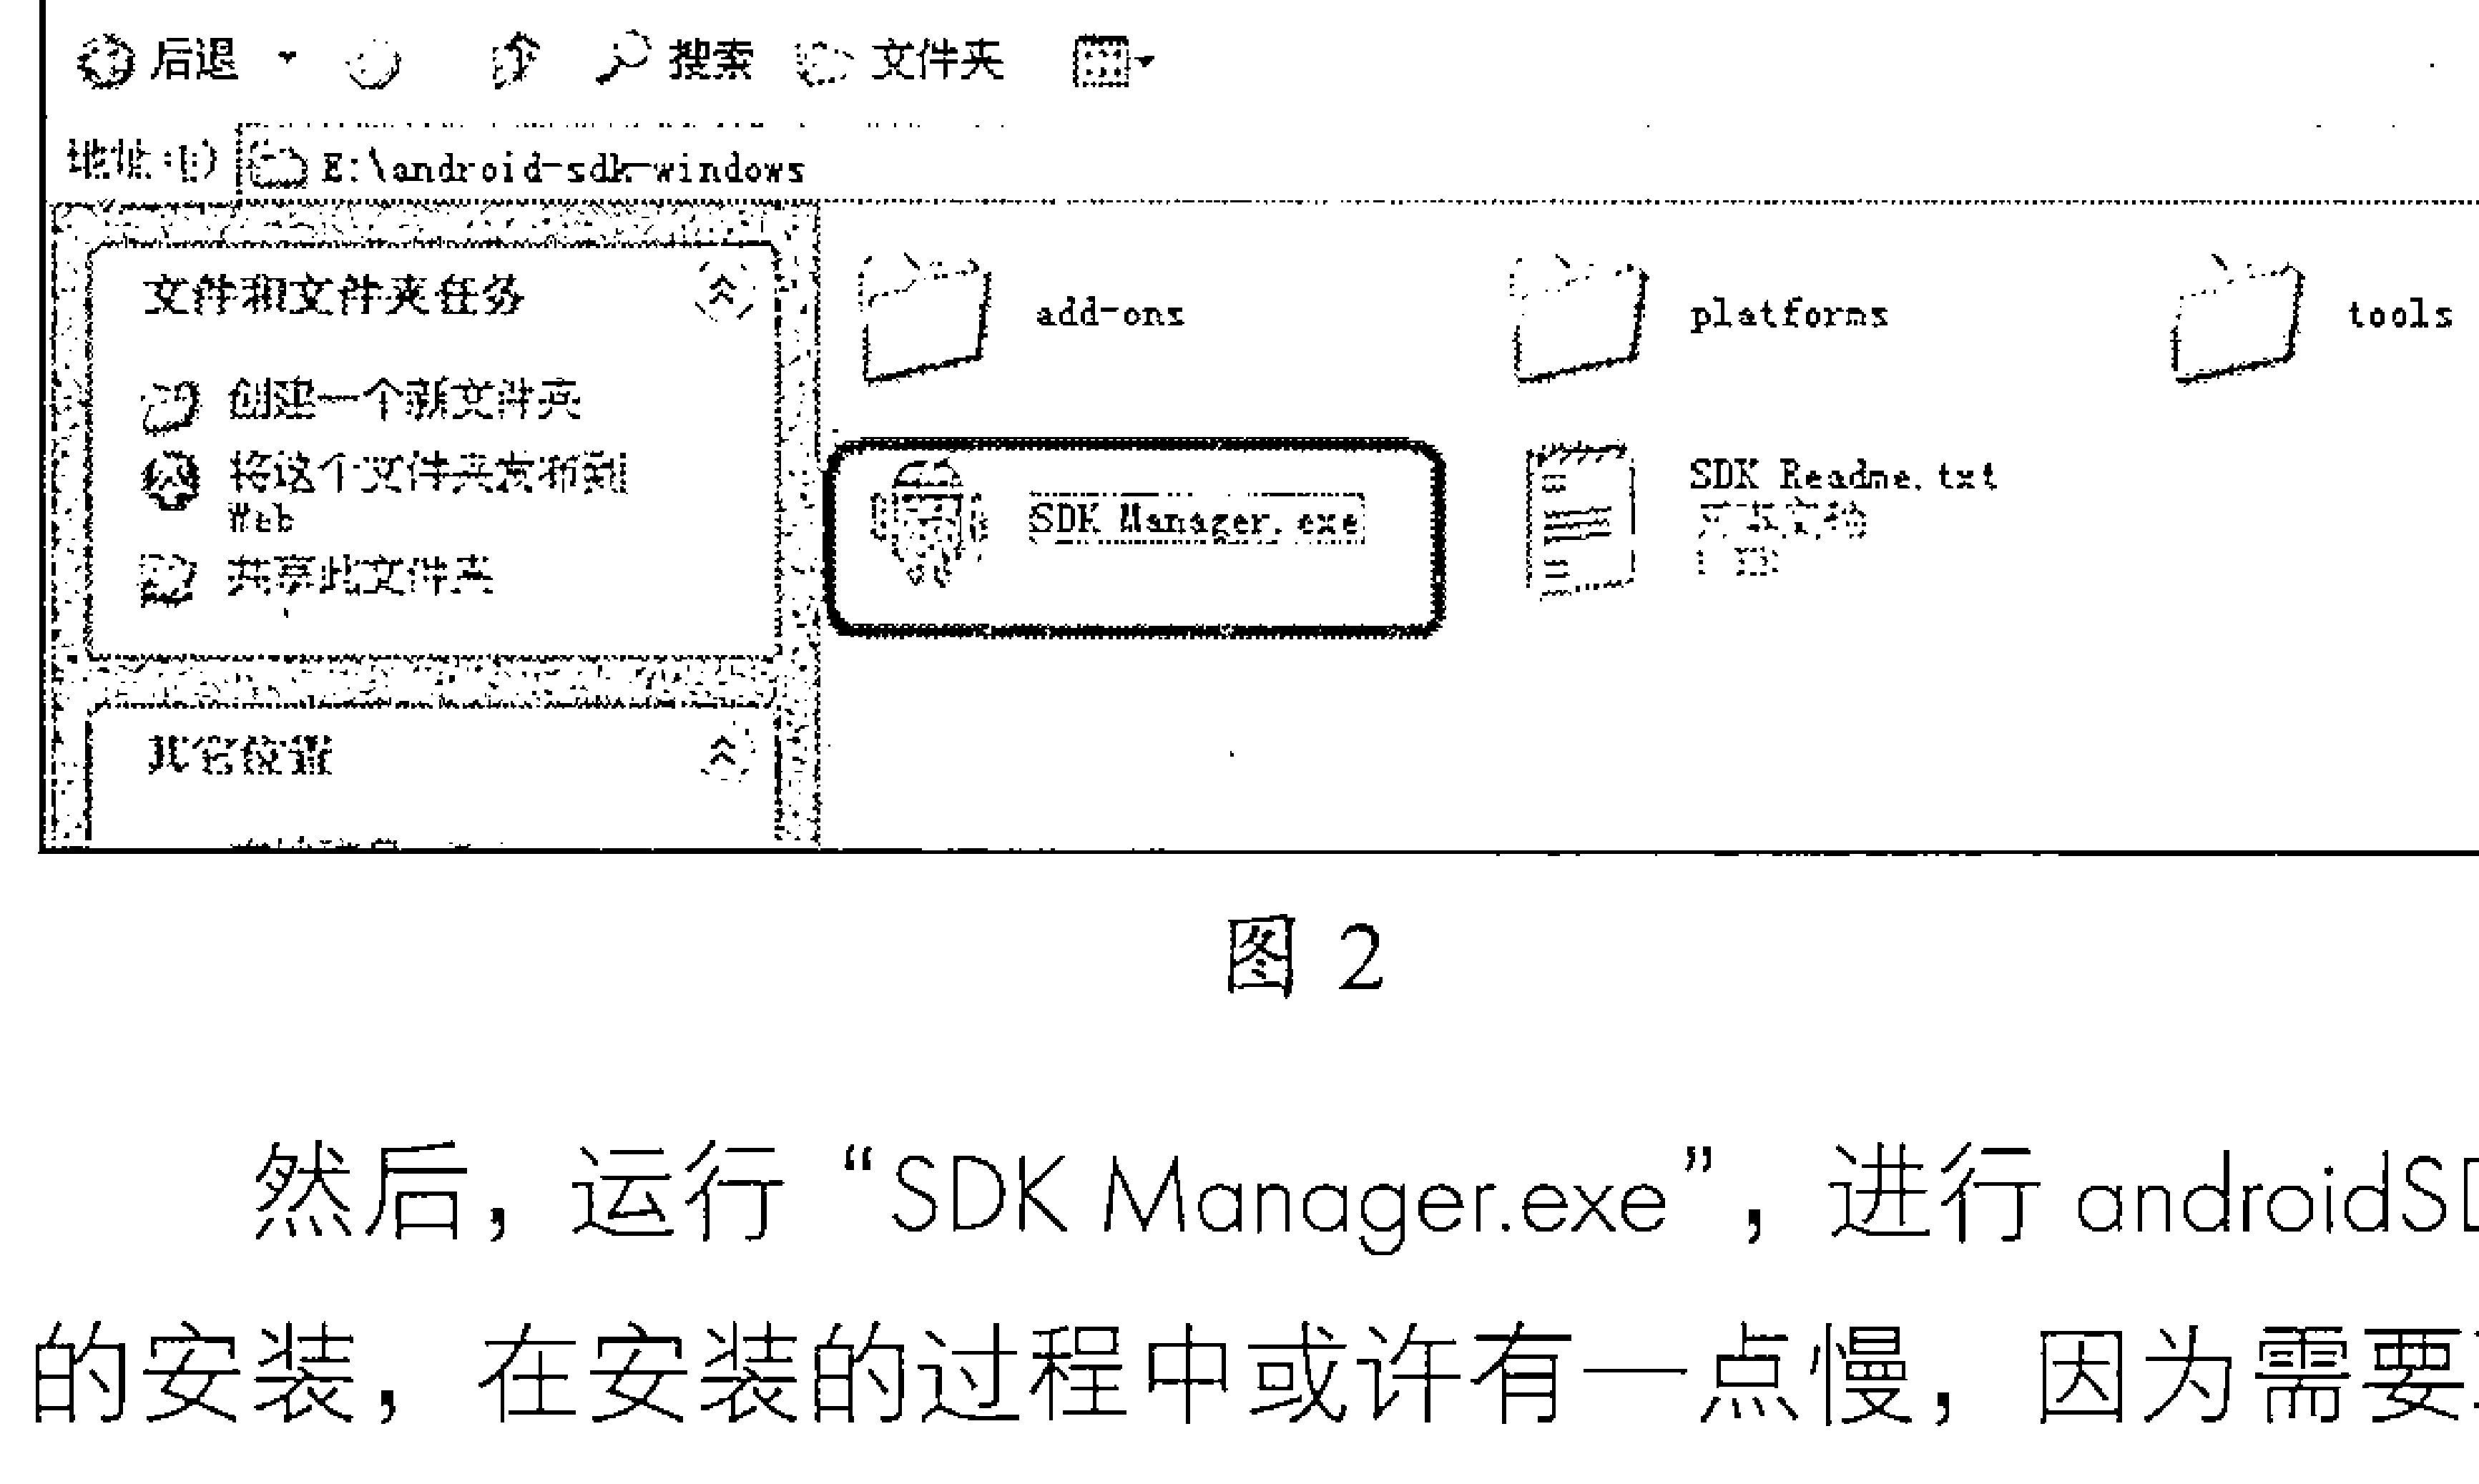 后退 搜索 文件夹
地址 E:\android-sdk-windows
文件和文件夹任务
创建一个新文件夹
将这个文件夹发布到
Web
共享此文件夹
其它位置
add-ons platforms tools
SDK Manager.exe SDK Readme.txt
文本文档
图 2
然后，运行“SDK Manager.exe”，进行 androidSD
的安装，在安装的过程中或许有一点慢，因为需要